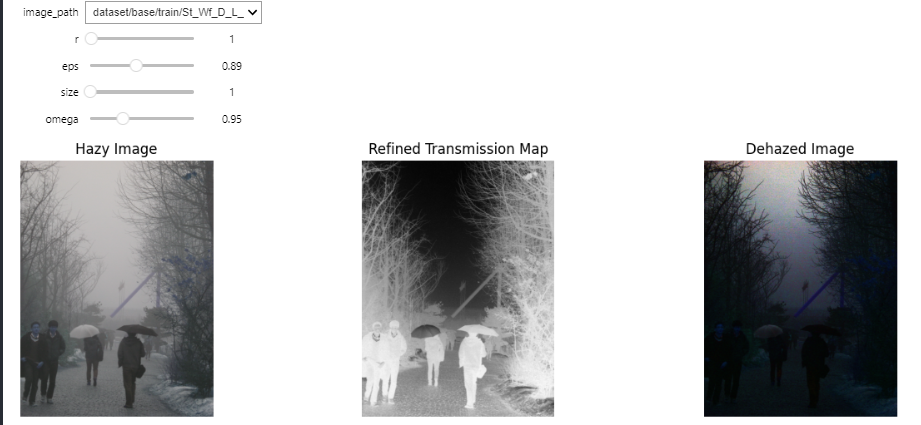 image_path dataset/base/train/St_Wf_D_L_
r 1
eps 0.89
size 1
omega 0.95
Hazy Image Refined Transmission Map Dehazed Image